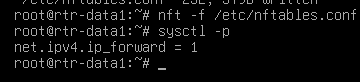 root@rtr-data1:~# nft -f /etc/nftables.conf
root@rtr-data1:~# sysctl -p
net.ipv4.ip_forward = 1
root@rtr-data1:~# _